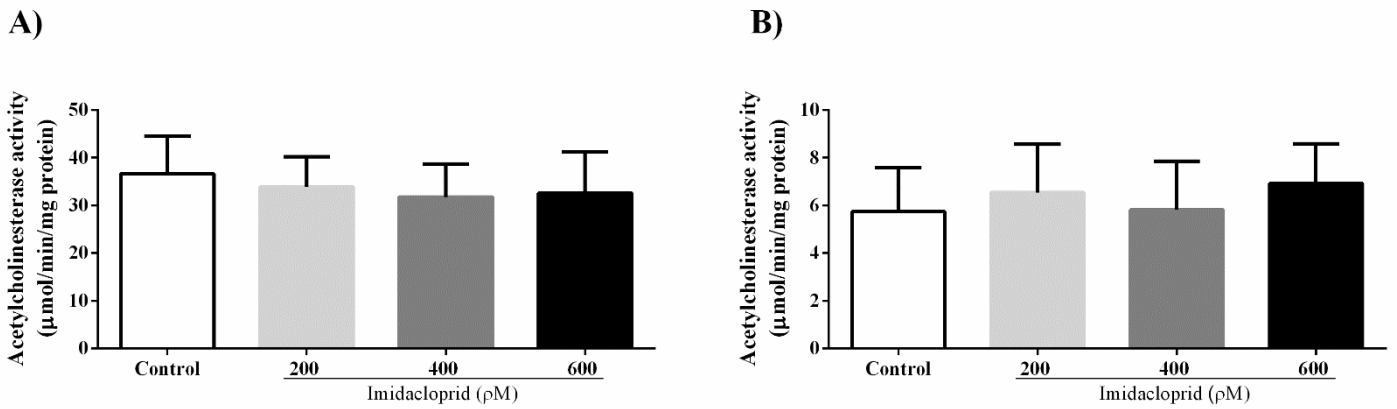 A)
Acetylcholinesterase activity
(μmol/min/mg protein)
50
40
30
20
10
0
Control
200
400
600
Imidacloprid (ρM)
B)
Acetylcholinesterase activity
(μmol/min/mg protein)
10
8
6
4
2
0
Control
200
400
600
Imidacloprid (ρM)